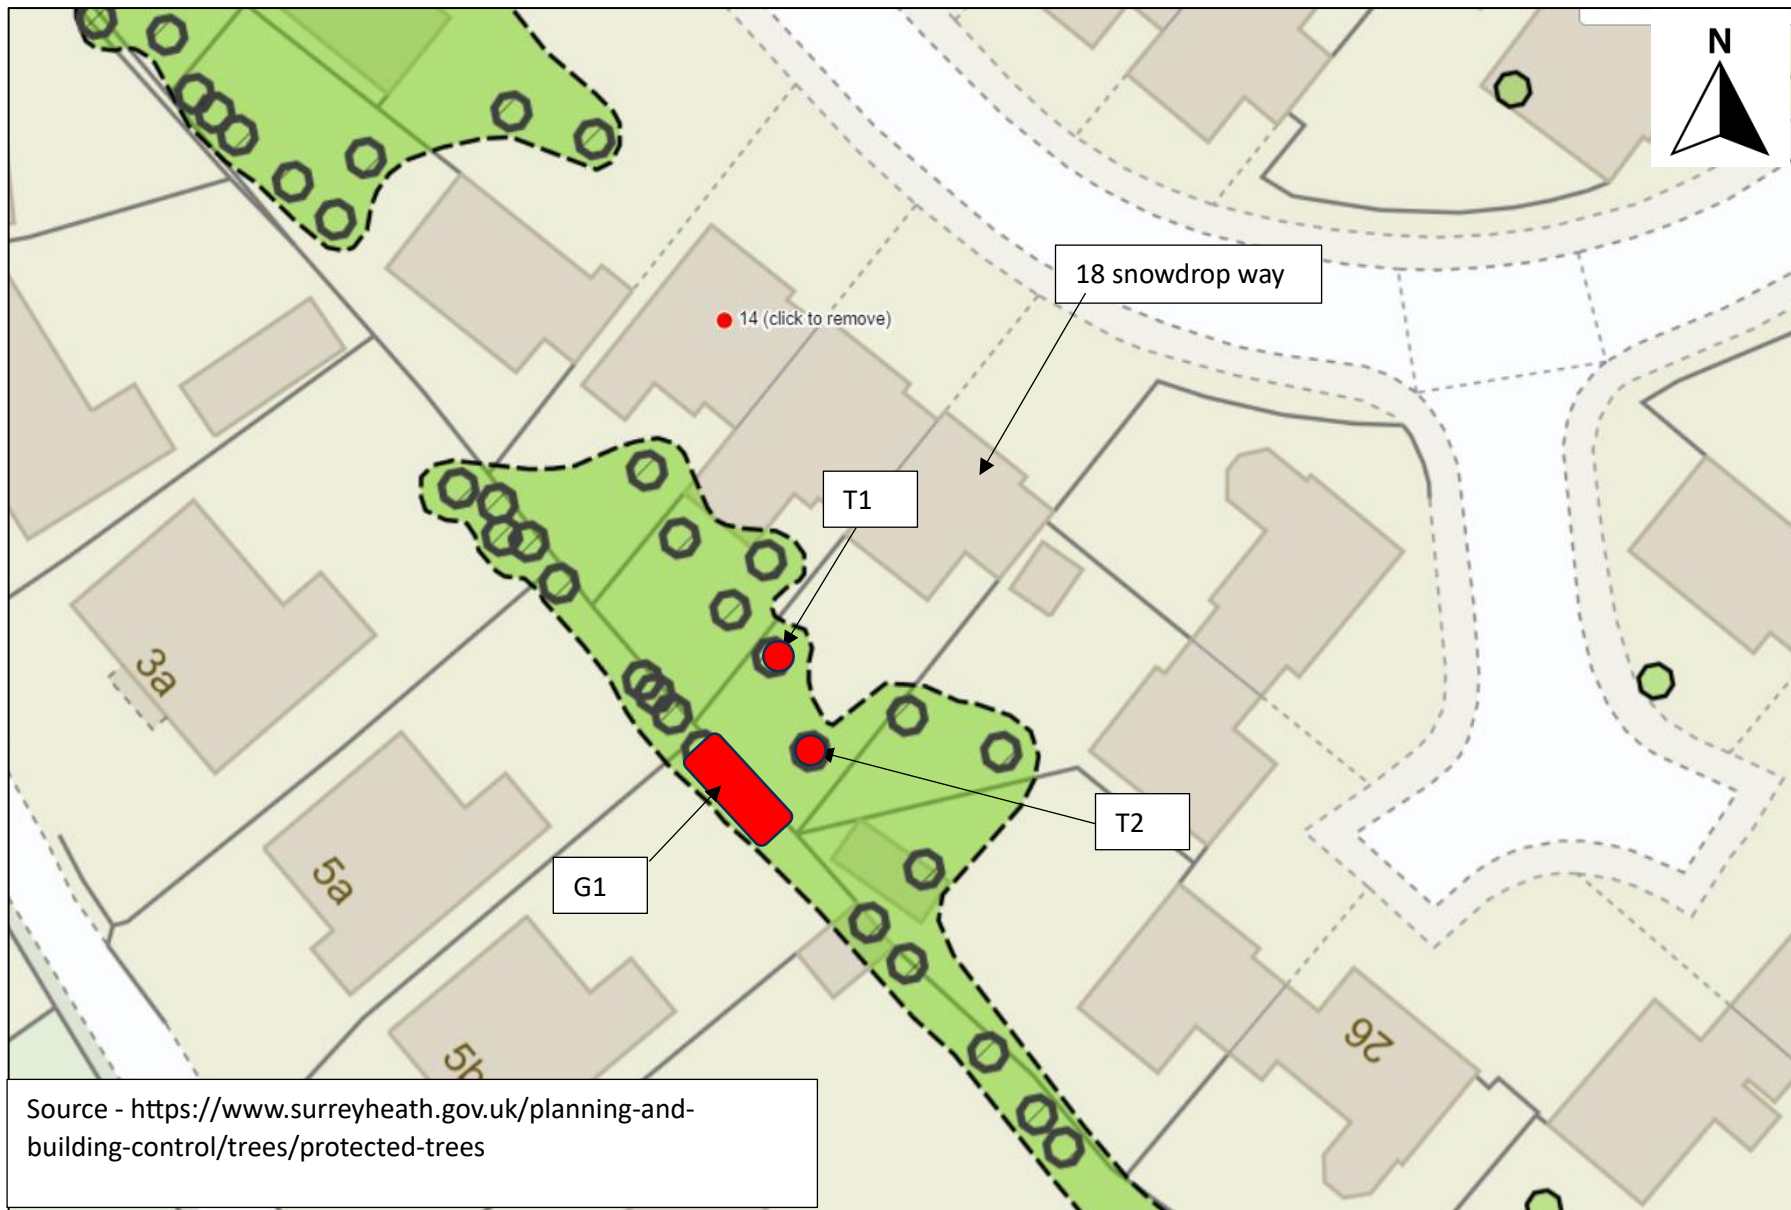 N
18 snowdrop way
14 (click to remove)
T1
3a
T2
5a
G1
26
5b
Source - https://www.surreyheath.gov.uk/planning-and-
building-control/trees/protected-trees